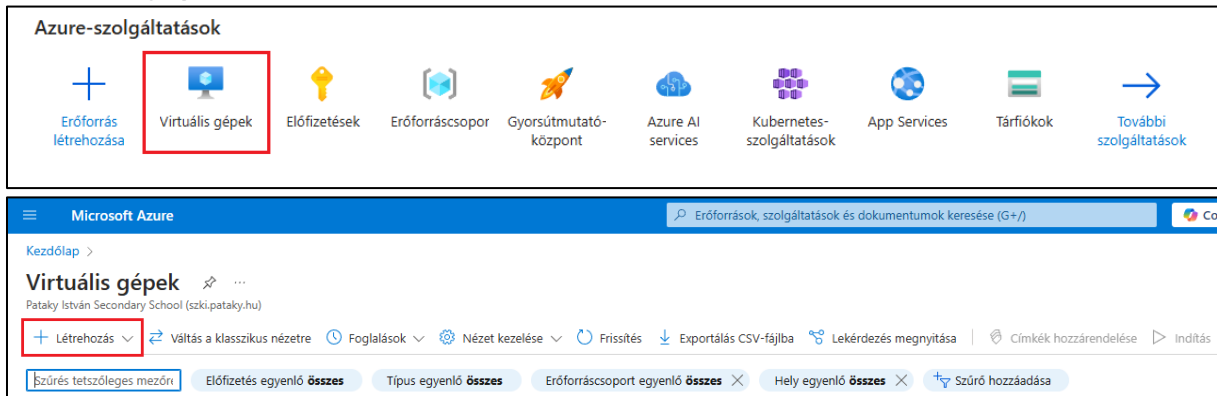 Azure-szolgáltatások
Erőforrás létrehozása
Virtuális gépek
Előfizetések
Erőforráscsopor
Gyorsútmutató-központ
Azure AI services
Kubernetes-szolgáltatások
App Services
Tárfiókok
További szolgáltatások
Microsoft Azure
Erőforrások, szolgáltatások és dokumentumok keresése (G+/)
Co
Kezdőlap >
Virtuális gépek
Pataky István Secondary School (szki.pataky.hu)
Létrehozás Váltás a klasszikus nézetre Foglalások Nézet kezelése Frissítés Exportálás CSV-fájlba Lekérdezés megnyitása Címkék hozzárendelése Indítás
Szűrés tetszőleges mezőre Előfizetés egyenlő összes Típus egyenlő összes Erőforráscsoport egyenlő összes Hely egyenlő összes Szűrő hozzáadása